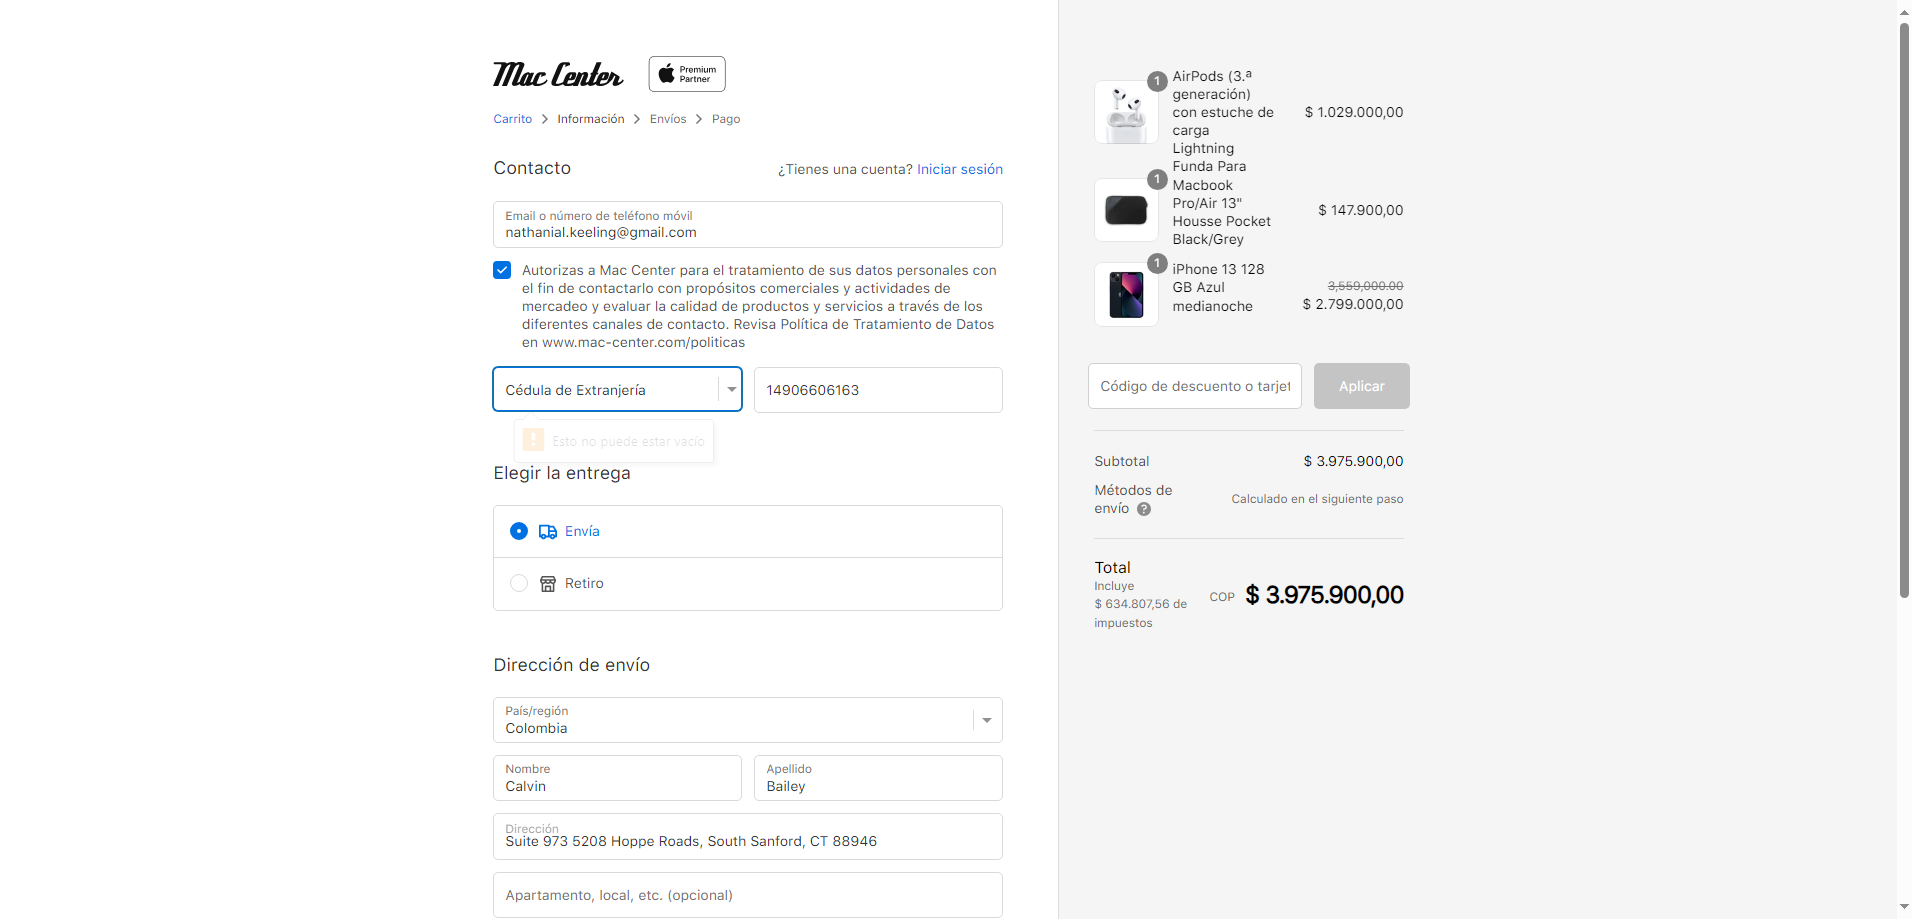 Mac Center
Premium
Partner
Carrito > Información > Envíos > Pago
Contacto
¿Tienes una cuenta? Iniciar sesión
Email o número de teléfono móvil
nathanial.keeling@gmail.com
Autorizas a Mac Center para el tratamiento de sus datos personales con
el fin de contactarlo con propósitos comerciales y actividades de
mercadeo y evaluar la calidad de productos y servicios a través de los
diferentes canales de contacto. Revisa Política de Tratamiento de Datos
en www.mac-center.com/politicas
Cédula de Extranjería
14906606163
Esto no puede estar vacío
Elegir la entrega
Envía
Retiro
Dirección de envío
País/región
Colombia
Nombre
Calvin
Apellido
Bailey
Dirección
Suite 973 5208 Hoppe Roads, South Sanford, CT 88946
Apartamento, local, etc. (opcional)
1
AirPods (3.ª
generación)
con estuche de
carga
Lightning
$ 1.029.000,00
1
Funda Para
Macbook
Pro/Air 13"
Housse Pocket
Black/Grey
$ 147.900,00
1
iPhone 13 128
GB Azul
medianoche
3,559,000.00
$ 2.799.000,00
Código de descuento o tarjet
Aplicar
Subtotal
$ 3.975.900,00
Métodos de
envío ?
Calculado en el siguiente paso
Total
Incluye
$ 634.807,56 de
impuestos
COP $ 3.975.900,00